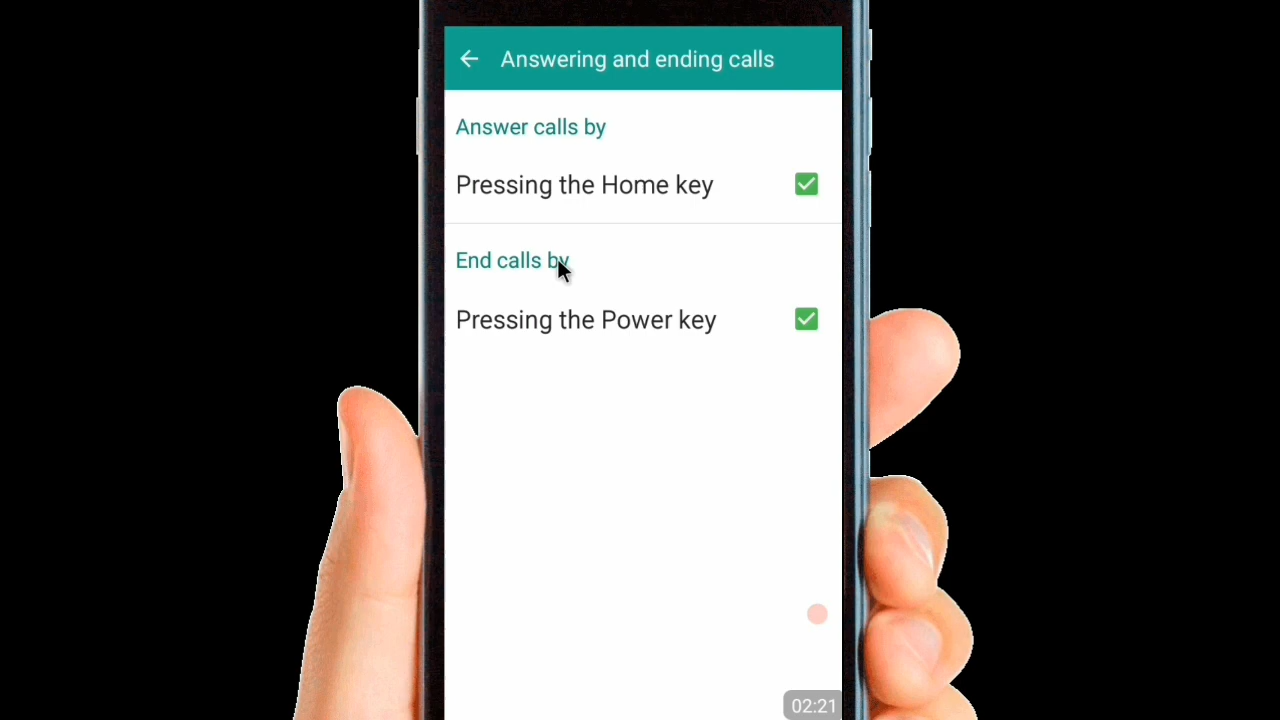 Answering and ending calls
Answer calls by
Pressing the Home key
End calls by
Pressing the Power key
02:21